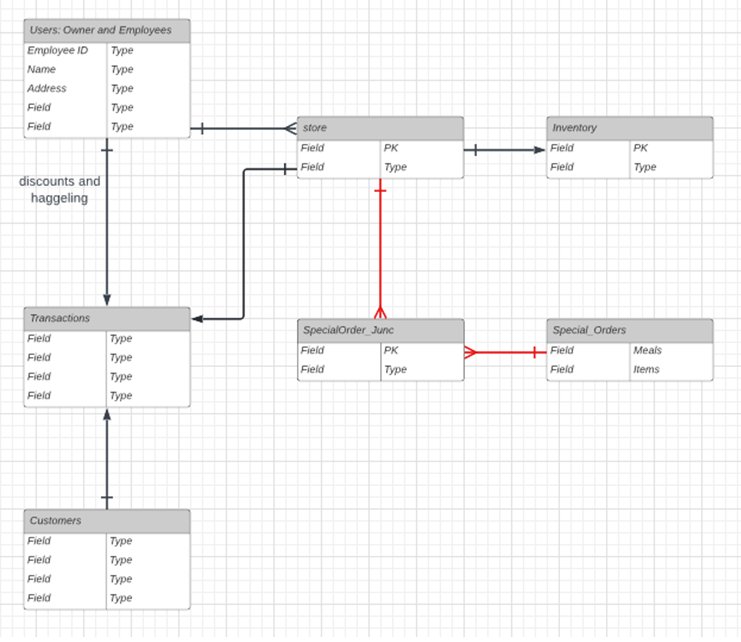 Users: Owner and Employees
Employee ID Type
Name Type
Address Type
Field Type
Field Type
discounts and
haggeling
store
Field PK
Field Type
Inventory
Field PK
Field Type
Transactions
Field Type
Field Type
Field Type
Field Type
SpecialOrder_Junc
Field PK
Field Type
Special_Orders
Field Meals
Field Items
Customers
Field Type
Field Type
Field Type
Field Type